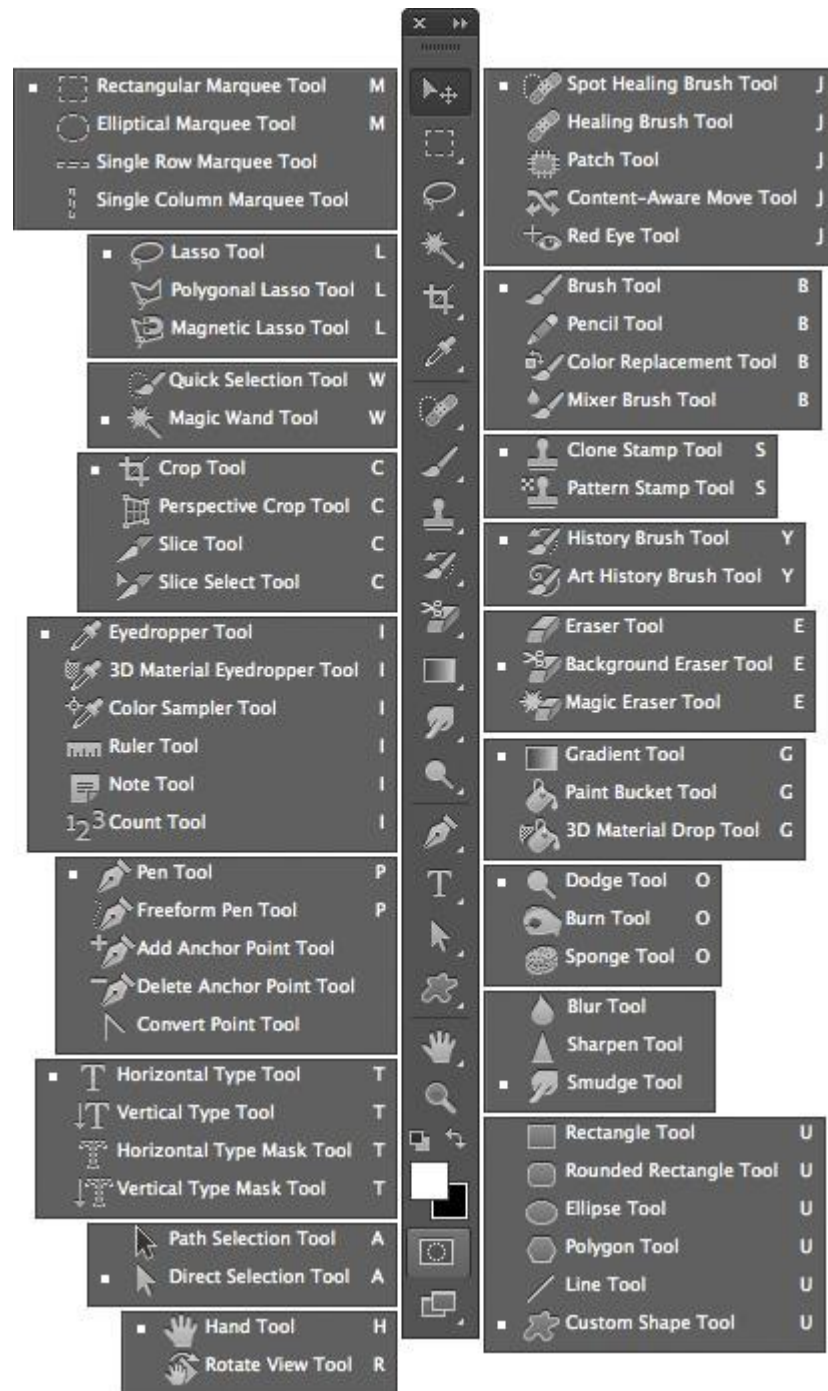 Rectangular Marquee Tool M
Elliptical Marquee Tool M
Single Row Marquee Tool
Single Column Marquee Tool
Lasso Tool L
Polygonal Lasso Tool L
Magnetic Lasso Tool L
Quick Selection Tool W
Magic Wand Tool W
Crop Tool C
Perspective Crop Tool C
Slice Tool C
Slice Select Tool C
Eyedropper Tool I
3D Material Eyedropper Tool I
Color Sampler Tool I
Ruler Tool I
Note Tool I
123 Count Tool I
Pen Tool P
Freeform Pen Tool P
Add Anchor Point Tool
Delete Anchor Point Tool
Convert Point Tool
T Horizontal Type Tool T
T Vertical Type Tool T
T Horizontal Type Mask Tool T
T Vertical Type Mask Tool T
Path Selection Tool A
Direct Selection Tool A
Hand Tool H
Rotate View Tool R
T
Spot Healing Brush Tool J
Healing Brush Tool J
Patch Tool J
Content-Aware Move Tool J
Red Eye Tool J
Brush Tool B
Pencil Tool B
Color Replacement Tool B
Mixer Brush Tool B
Clone Stamp Tool S
Pattern Stamp Tool S
History Brush Tool Y
Art History Brush Tool Y
Eraser Tool E
Background Eraser Tool E
Magic Eraser Tool E
Gradient Tool G
Paint Bucket Tool G
3D Material Drop Tool G
Dodge Tool O
Burn Tool O
Sponge Tool O
Blur Tool
Sharpen Tool
Smudge Tool
Rectangle Tool U
Rounded Rectangle Tool U
Ellipse Tool U
Polygon Tool U
Line Tool U
Custom Shape Tool U